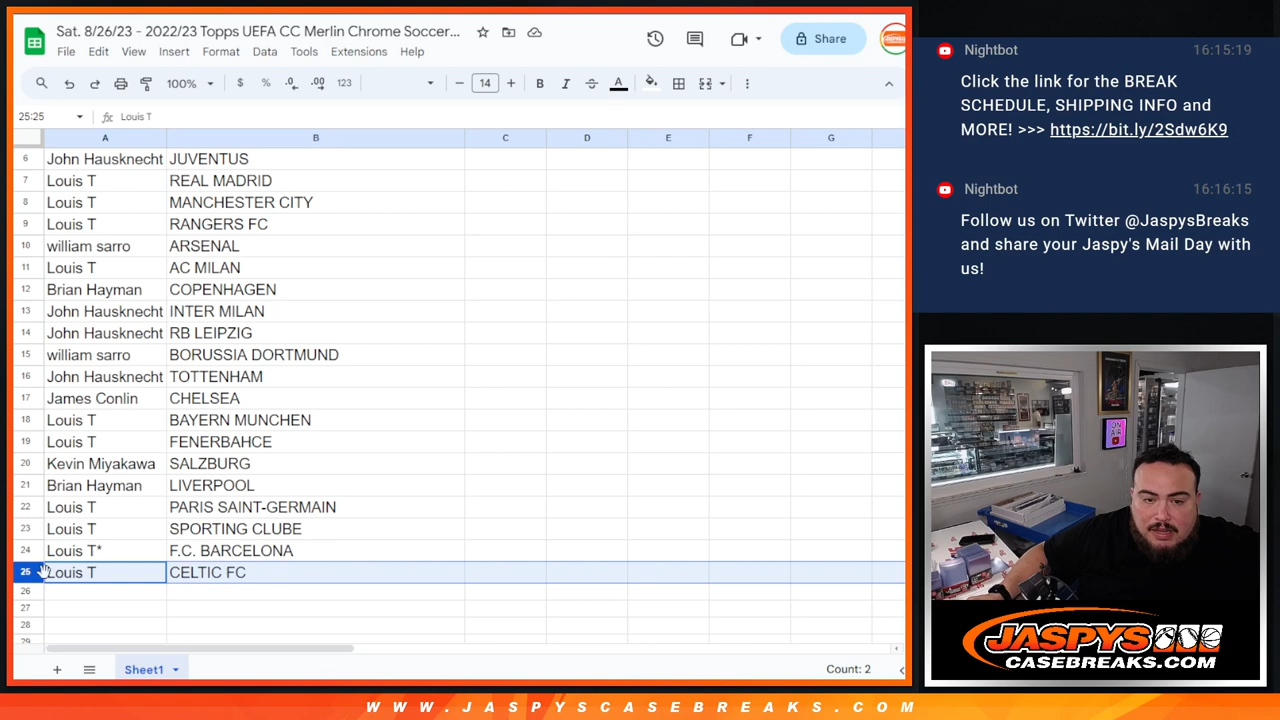 Sat. 8/26/23 - 2022/23 Topps UEFA CC Merlin Chrome Soccer...
File Edit View Insert Format Data Tools Extensions Help
Share
100% $ % .0 .00 123 14 B I S A
25:25 fx Louis T
A B C D E F G
6 John Hausknecht JUVENTUS
7 Louis T REAL MADRID
8 Louis T MANCHESTER CITY
9 Louis T RANGERS FC
10 william sarro ARSENAL
11 Louis T AC MILAN
12 Brian Hayman COPENHAGEN
13 John Hausknecht INTER MILAN
14 John Hausknecht RB LEIPZIG
15 william sarro BORUSSIA DORTMUND
16 John Hausknecht TOTTENHAM
17 James Conlin CHELSEA
18 Louis T BAYERN MUNCHEN
19 Louis T FENERBAHCE
20 Kevin Miyakawa SALZBURG
21 Brian Hayman LIVERPOOL
22 Louis T PARIS SAINT-GERMAIN
23 Louis T SPORTING CLUBE
24 Louis T* F.C. BARCELONA
25 Louis T CELTIC FC
26
27
28
29
Sheet1 Count: 2
Nightbot 16:15:19
Click the link for the BREAK
SCHEDULE, SHIPPING INFO and
MORE! >>> https://bit.ly/2Sdw6K9
Nightbot 16:16:15
Follow us on Twitter @JaspysBreaks
and share your Jaspy's Mail Day with
us!
ON
AIR
JASPYS
CASEBREAKS.COM
WWW.JASPYSCASEBREAKS.COM